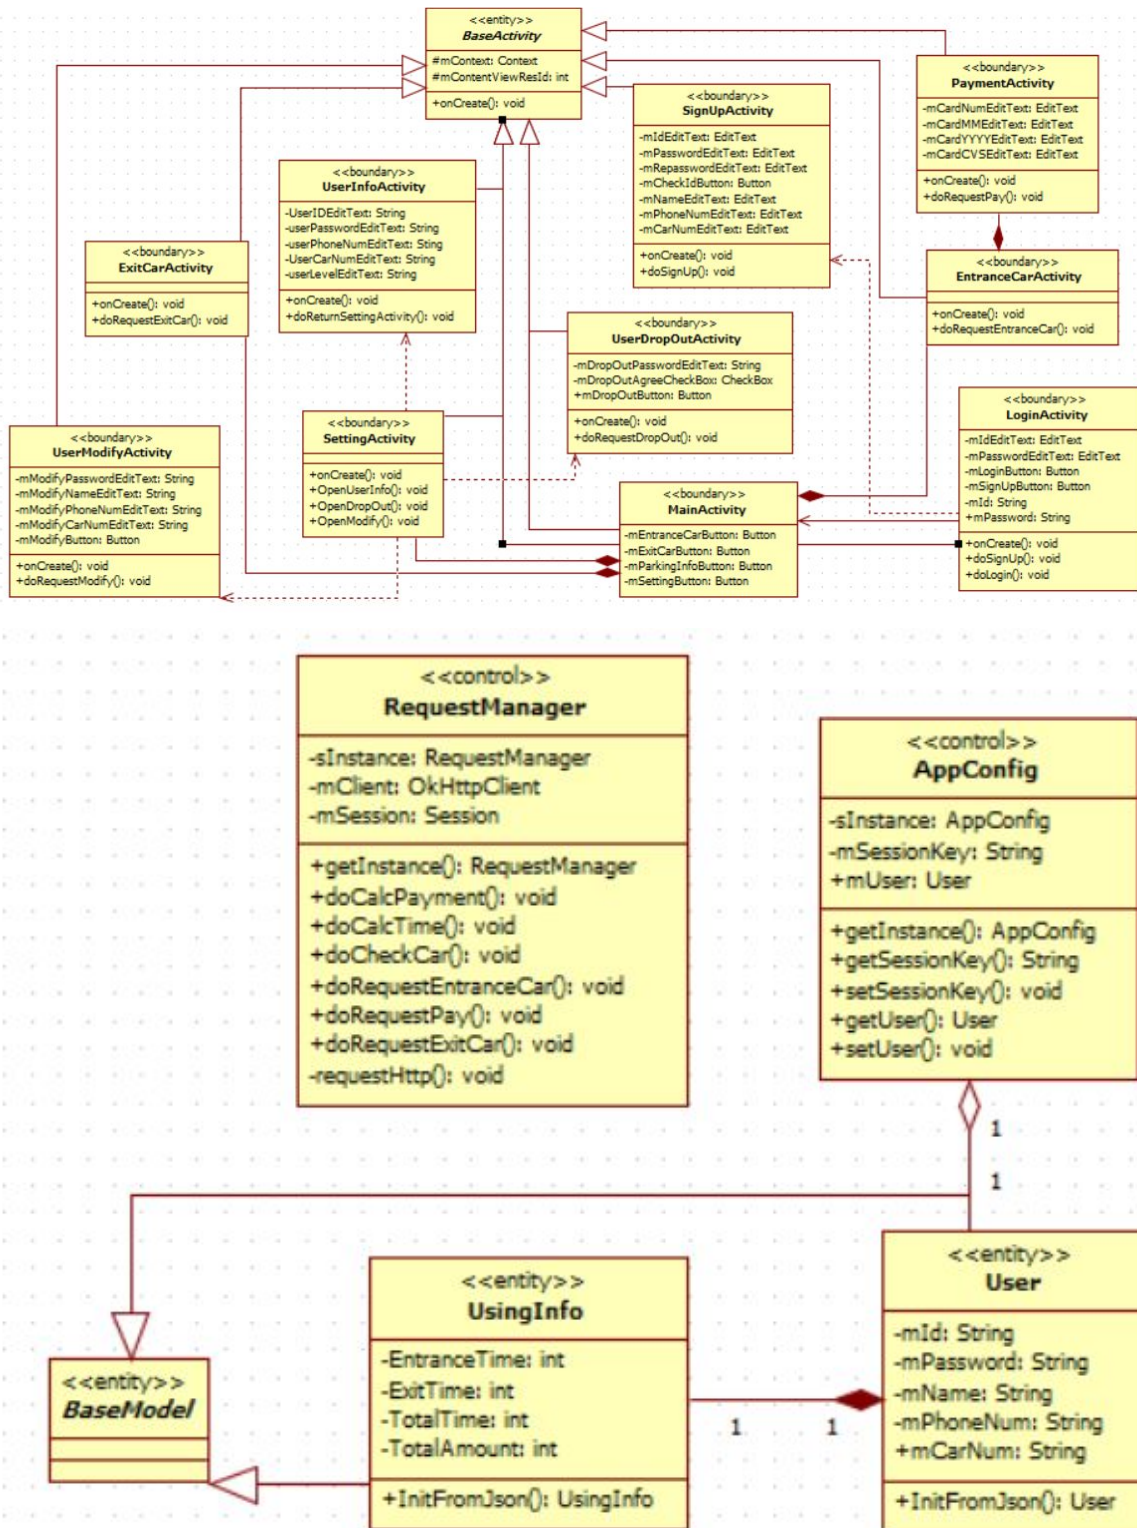 <<entity>>
BaseActivity
#mContext: Context
#mContentViewResId: int
+onCreate(): void
<<boundary>>
PaymentActivity
-mCardNumEditText: EditText
-mCardMMEditText: EditText
-mCardYYYYEditText: EditText
-mCardCVSEditText: EditText
+onCreate(): void
+doRequestPay(): void
<<boundary>>
SignUpActivity
-mIdEditText: EditText
-mPasswordEditText: EditText
-mRepasswordEditText: EditText
-mCheckIdButton: Button
-mNameEditText: EditText
-mPhoneNumEditText: EditText
-mCarNumEditText: EditText
+onCreate(): void
+doSignUp(): void
<<boundary>>
UserInfoActivity
-UserIDEditText: String
-userPasswordEditText: String
-userPhoneNumEditText: Sting
-UserCarNumEditText: String
-userLevelEditText: String
+onCreate(): void
+doReturnSettingActivity(): void
<<boundary>>
ExitCarActivity
+onCreate(): void
+doRequestExitCar(): void
<<boundary>>
EntranceCarActivity
+onCreate(): void
+doRequestEntranceCar(): void
<<boundary>>
UserDropOutActivity
-mDropOutPasswordEditText: String
-mDropOutAgreeCheckBox: CheckBox
+mDropOutButton: Button
+onCreate(): void
+doRequestDropOut(): void
<<boundary>>
LoginActivity
-mIdEditText: EditText
-mPasswordEditText: EditText
-mLoginButton: Button
-mSignUpButton: Button
-mId: String
+mPassword: String
+onCreate(): void
+doSignUp(): void
+doLogin(): void
<<boundary>>
SettingActivity
+onCreate(): void
+OpenUserInfo(): void
+OpenDropOut(): void
+OpenModify(): void
<<boundary>>
UserModifyActivity
-mModifyPasswordEditText: String
-mModifyNameEditText: String
-mModifyPhoneNumEditText: String
-mModifyCarNumEditText: String
-mModifyButton: Button
+onCreate(): void
+doRequestModify(): void
<<boundary>>
MainActivity
-mEntranceCarButton: Button
-mExitCarButton: Button
-mParkingInfoButton: Button
-mSettingButton: Button
<<control>>
RequestManager
-sInstance: RequestManager
-mClient: OkHttpClient
-mSession: Session
+getInstance(): RequestManager
+doCalcPayment(): void
+doCalcTime(): void
+doCheckCar(): void
+doRequestEntranceCar(): void
+doRequestPay(): void
+doRequestExitCar(): void
-requestHttp(): void
<<control>>
AppConfig
-sInstance: AppConfig
-mSessionKey: String
+mUser: User
+getInstance(): AppConfig
+getSessionKey(): String
+setSessionKey(): void
+getUser(): User
+setUser(): void
1
1
<<entity>>
BaseModel
<<entity>>
UsingInfo
-EntranceTime: int
-ExitTime: int
-TotalTime: int
-TotalAmount: int
+InitFromJson(): UsingInfo
1
1
<<entity>>
User
-mId: String
-mPassword: String
-mName: String
-mPhoneNum: String
+mCarNum: String
+InitFromJson(): User